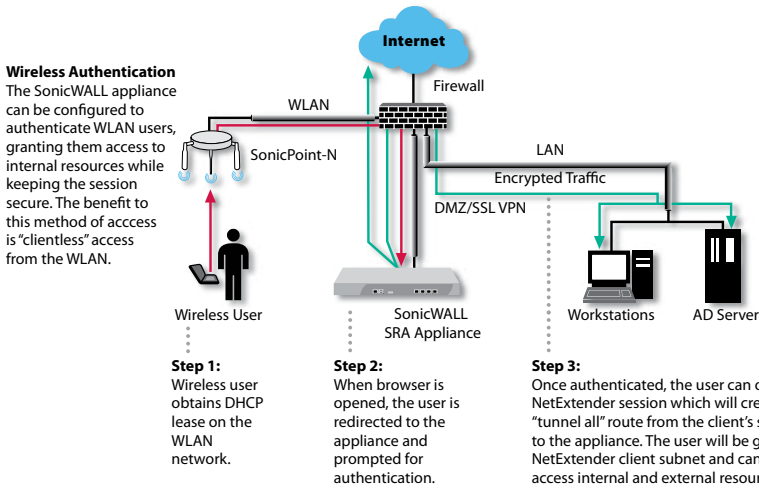 Wireless Authentication
The SonicWALL appliance
can be configured to
authenticate WLAN users,
granting them access to
internal resources while
keeping the session
secure. The benefit to
this method of acccess
is “clientless” access
from the WLAN.
Internet
Firewall
WLAN
SonicPoint-N
LAN
Encrypted Traffic
DMZ/SSL VPN
Wireless User
SonicWALL
SRA Appliance
Workstations
AD Server
Step 1:
Wireless user
obtains DHCP
lease on the
WLAN
network.
Step 2:
When browser is
opened, the user is
redirected to the
appliance and
prompted for
authentication.
Step 3:
Once authenticated, the user can
NetExtender session which will
“tunnel all” route from the client’s
to the appliance. The user will be
NetExtender client subnet and can
access internal and external